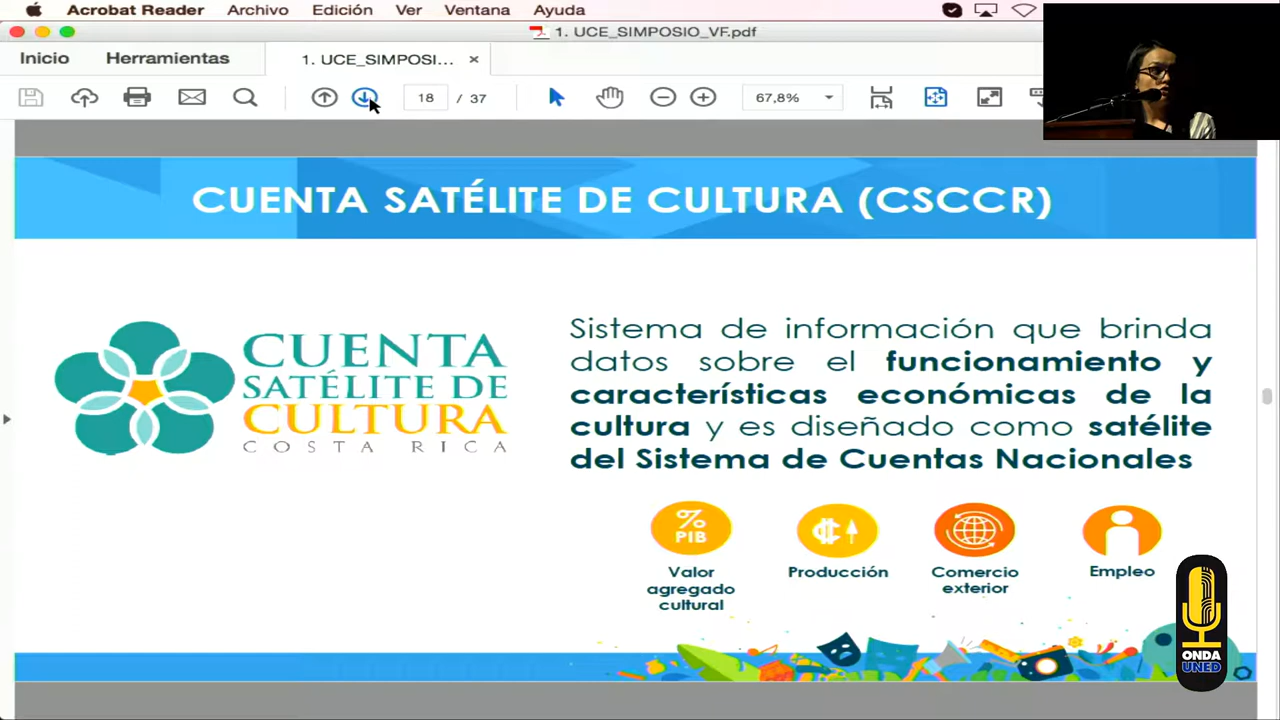 Acrobat Reader Archivo Edición Ver Ventana Ayuda
1. UCE_SIMPOSIO_VF.pdf
Inicio Herramientas 1. UCE_SIMPOSI... ×
18 / 37 67,8%
CUENTA SATÉLITE DE CULTURA (CSCCR)
CUENTA
SATÉLITE DE
CULTURA
COSTA RICA
Sistema de información que brinda
datos sobre el funcionamiento y
características económicas de la
cultura y es diseñado como satélite
del Sistema de Cuentas Nacionales
%
PIB
Valor
agregado
cultural
Producción
Comercio
exterior
Empleo
ONDA
UNED